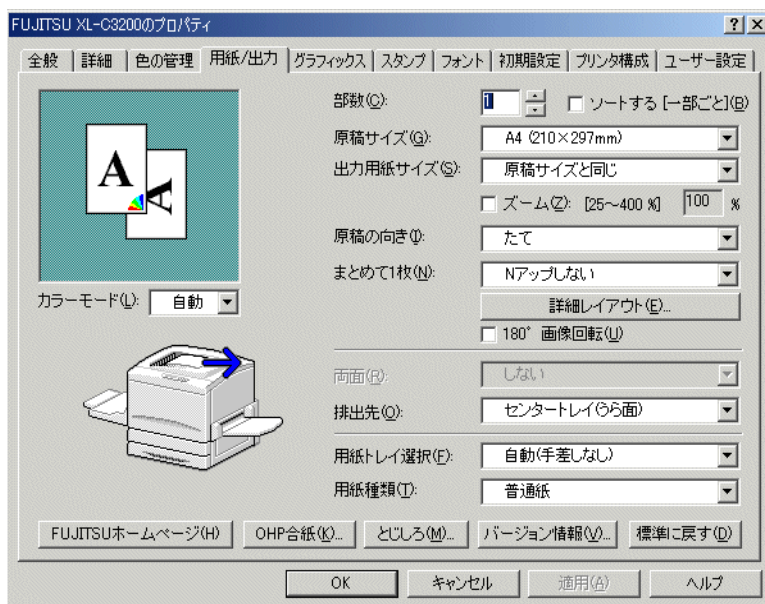 FUJITSU XL-C3200のプロパティ
全般 詳細 色の管理 用紙/出力 グラフィックス スタンプ フォント 初期設定 プリンタ構成 ユーザー設定
部数(C): 1 ソートする [一部ごと](B)
原稿サイズ(G): A4 (210×297mm)
出力用紙サイズ(S): 原稿サイズと同じ
ズーム(Z): [25～400 %] 100 %
原稿の向き(I): たて
まとめて1枚(N): Nアップしない
カラーモード(L): 自動
詳細レイアウト(E)...
180° 画像回転(U)
両面(R): しない
排出先(O): センタートレイ(うら面)
用紙トレイ選択(F): 自動(手差しなし)
用紙種類(T): 普通紙
FUJITSUホームページ(H) OHP合紙(K)... とじしろ(M)... バージョン情報(V)... 標準に戻す(D)
OK キャンセル 適用(A) ヘルプ
A
A